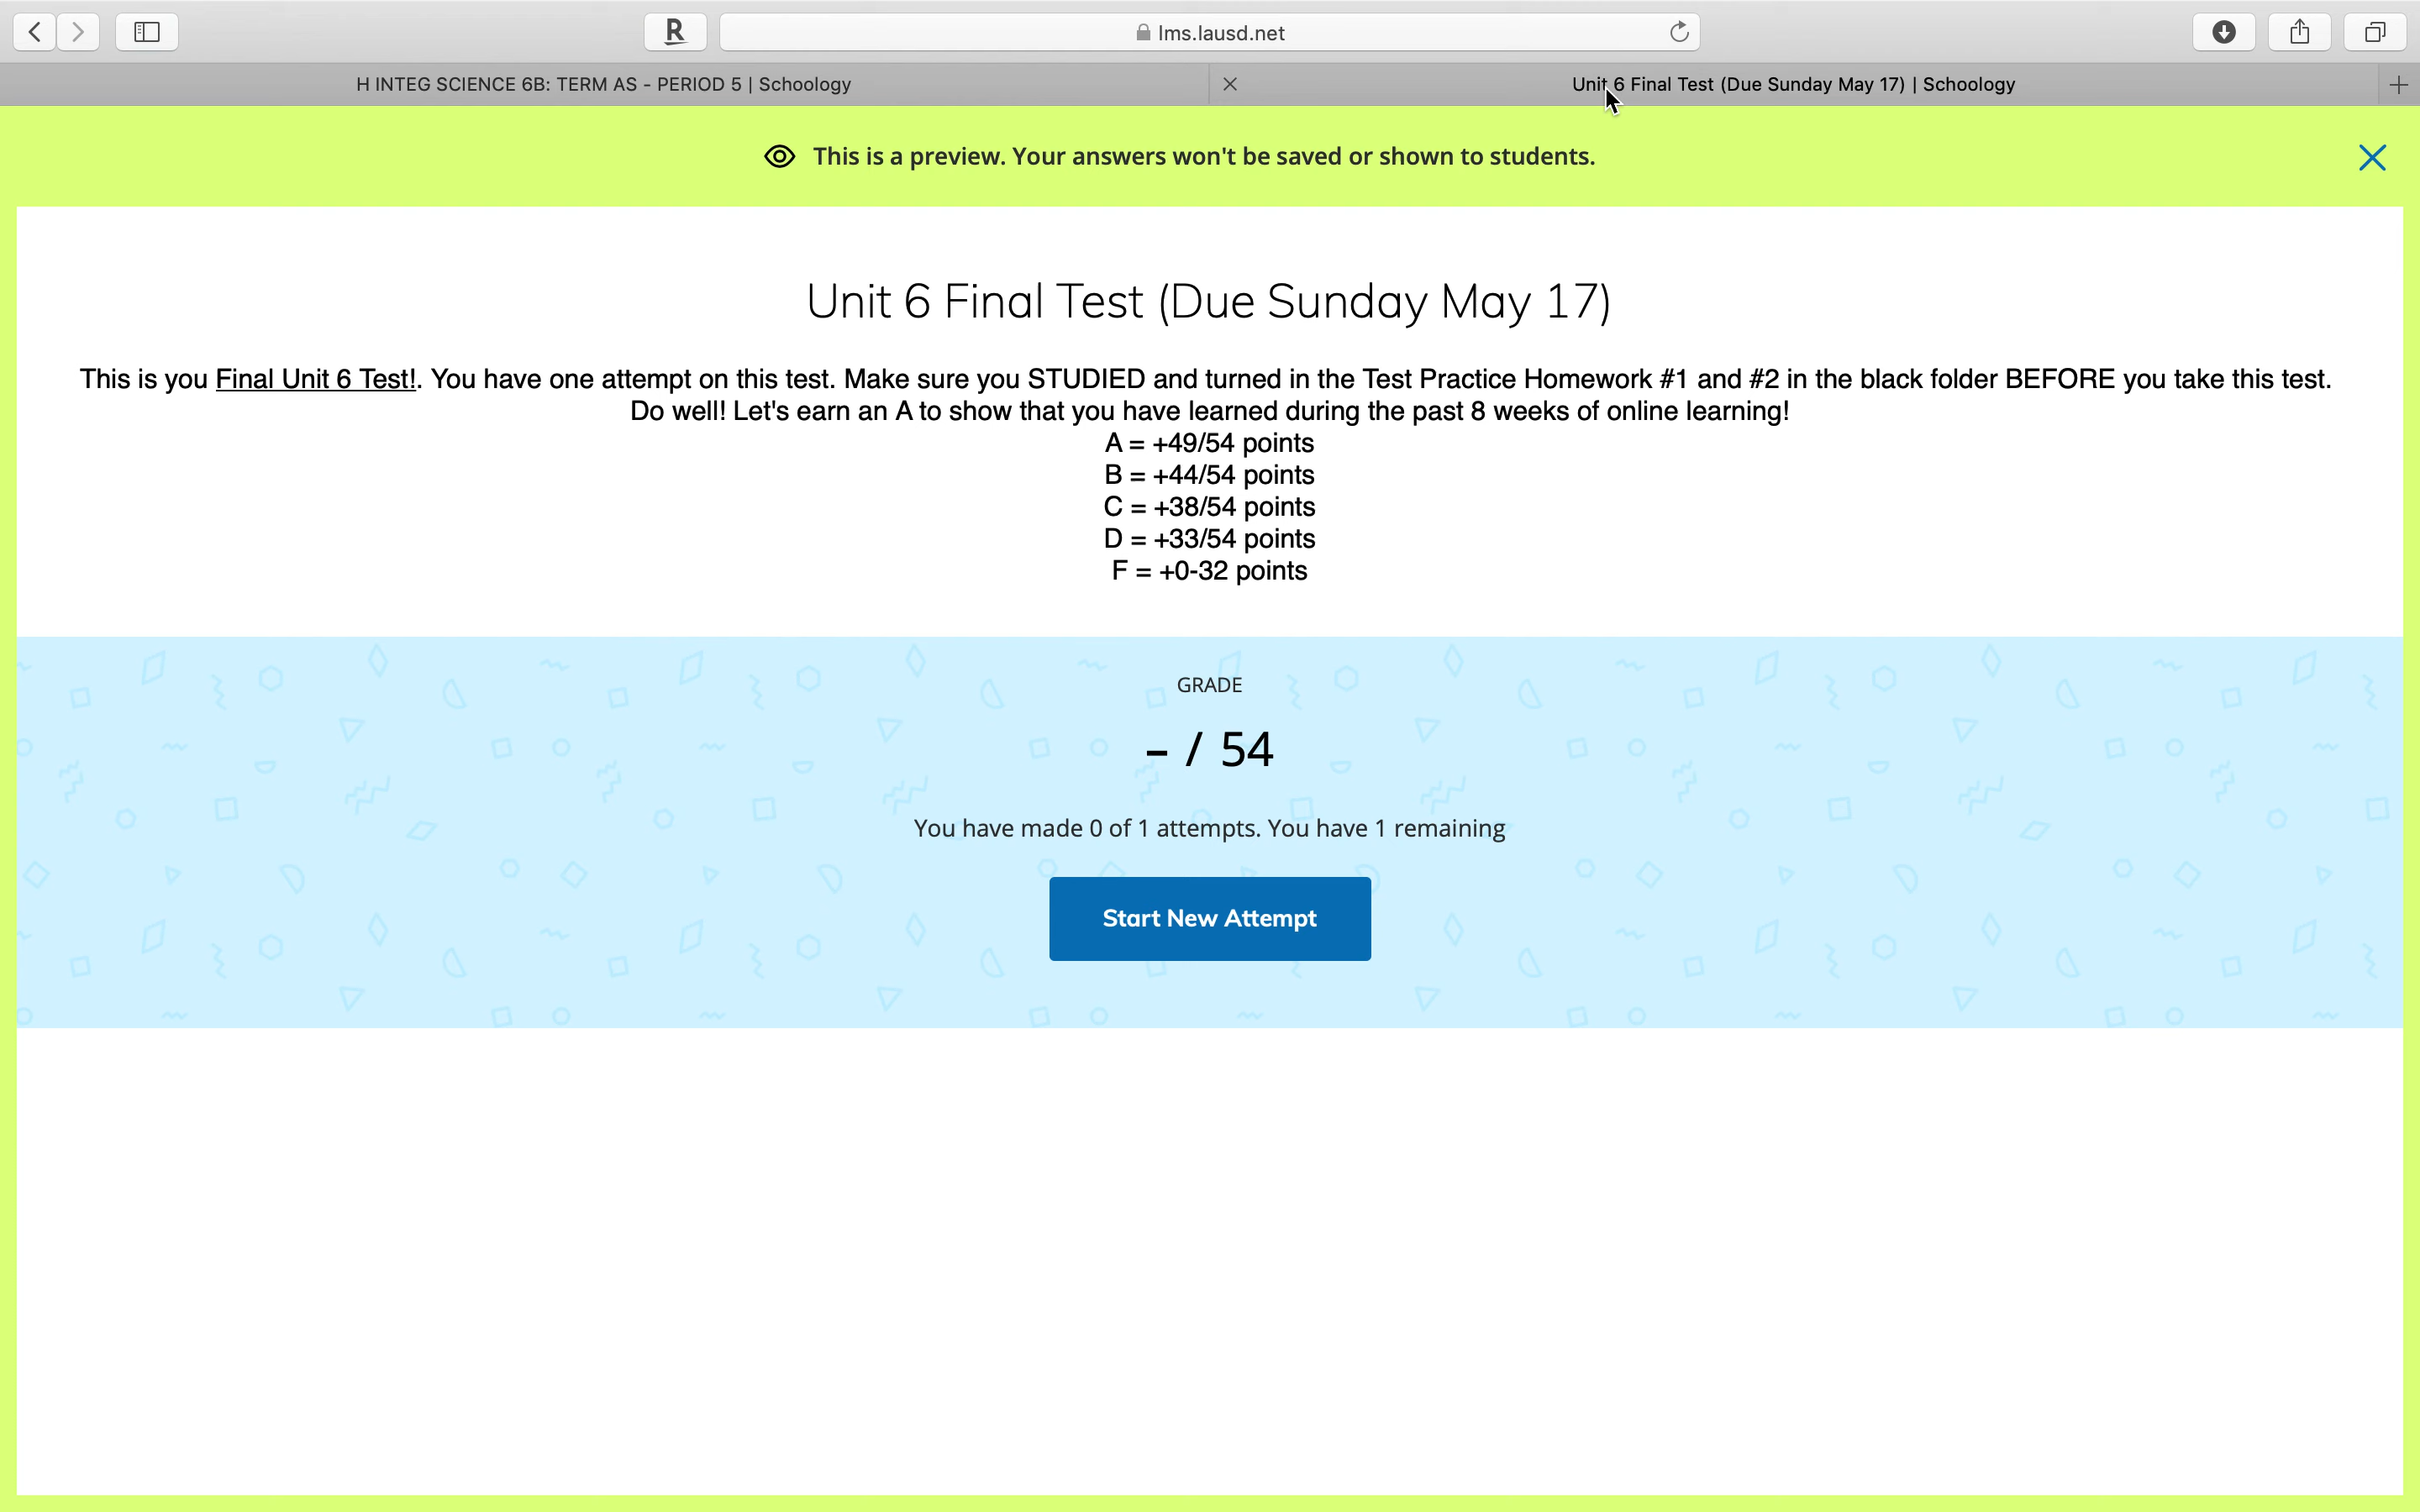 R
lms.lausd.net
H INTEG SCIENCE 6B: TERM AS - PERIOD 5 | Schoology
Unit 6 Final Test (Due Sunday May 17) | Schoology
This is a preview. Your answers won't be saved or shown to students.
Unit 6 Final Test (Due Sunday May 17)
This is you Final Unit 6 Test!. You have one attempt on this test. Make sure you STUDIED and turned in the Test Practice Homework #1 and #2 in the black folder BEFORE you take this test.
Do well! Let's earn an A to show that you have learned during the past 8 weeks of online learning!
A = +49/54 points
B = +44/54 points
C = +38/54 points
D = +33/54 points
F = +0-32 points
GRADE
– / 54
You have made 0 of 1 attempts. You have 1 remaining
Start New Attempt